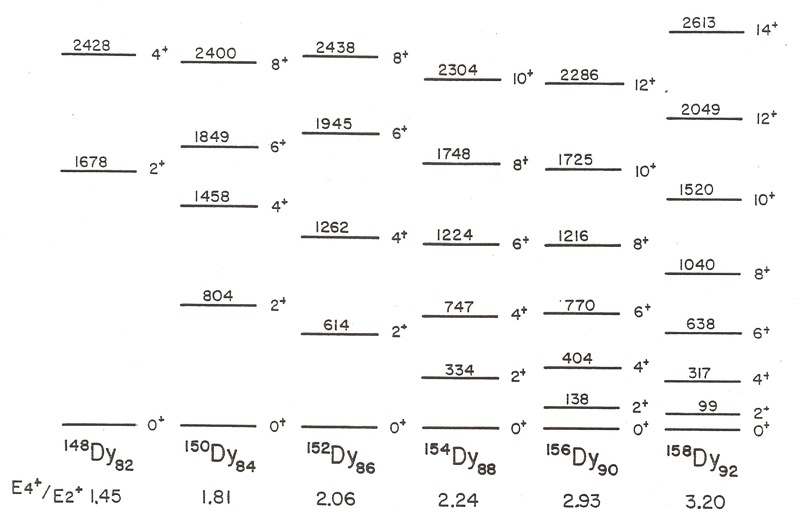 2613 14⁺
2428 4⁺ 2400 8⁺ 2438 8⁺ 2304 10⁺ 2286 12⁺
2049 12⁺
1678 2⁺ 1849 6⁺ 1945 6⁺ 1748 8⁺ 1725 10⁺
1458 4⁺ 1520 10⁺
1262 4⁺ 1224 6⁺ 1216 8⁺
1040 8⁺
804 2⁺ 747 4⁺ 770 6⁺
614 2⁺ 638 6⁺
334 2⁺ 404 4⁺ 317 4⁺
138 2⁺ 99 2⁺
0⁺ 0⁺ 0⁺ 0⁺ 0⁺ 0⁺
¹⁴⁸Dy₈₂ ¹⁵⁰Dy₈₄ ¹⁵²Dy₈₆ ¹⁵⁴Dy₈₈ ¹⁵⁶Dy₉₀ ¹⁵⁸Dy₉₂
E4⁺/E2⁺ 1.45 1.81 2.06 2.24 2.93 3.20